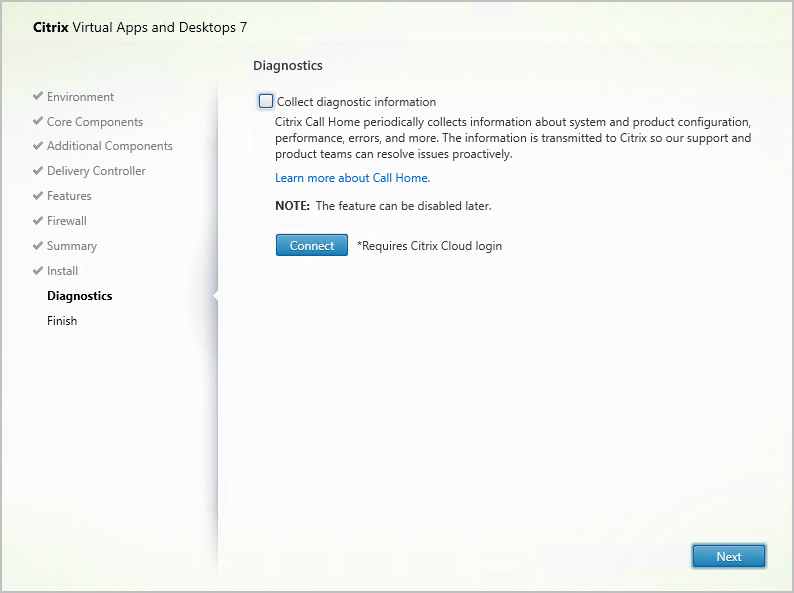 Citrix Virtual Apps and Desktops 7
Environment
Core Components
Additional Components
Delivery Controller
Features
Firewall
Summary
Install
Diagnostics
Finish
Diagnostics
Collect diagnostic information
Citrix Call Home periodically collects information about system and product configuration,
performance, errors, and more. The information is transmitted to Citrix so our support and
product teams can resolve issues proactively.
Learn more about Call Home.
NOTE: The feature can be disabled later.
Connect *Requires Citrix Cloud login
Next